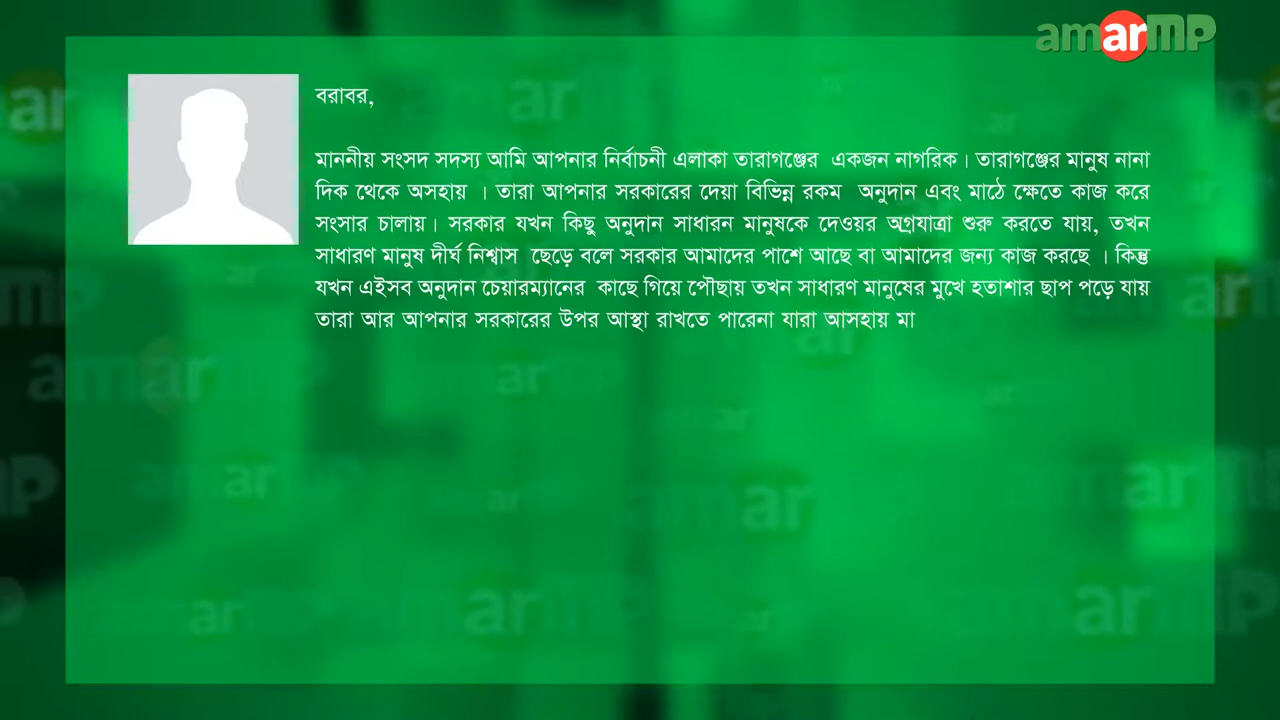 amarMP
বরাবর,
মাননীয় সংসদ সদস্য আমি আপনার নির্বাচনী এলাকা তারাগঞ্জের একজন নাগরিক। তারাগঞ্জের মানুষ নানা
দিক থেকে অসহায় । তারা আপনার সরকারের দেয়া বিভিন্ন রকম অনুদান এবং মাঠে ক্ষেতে কাজ করে
সংসার চালায়। সরকার যখন কিছু অনুদান সাধারন মানুষকে দেওয়র অগ্রযাত্রা শুরু করতে যায়, তখন
সাধারণ মানুষ দীর্ঘ নিশ্বাস ছেড়ে বলে সরকার আমাদের পাশে আছে বা আমাদের জন্য কাজ করছে । কিন্তু
যখন এইসব অনুদান চেয়ারম্যানের কাছে গিয়ে পৌছায় তখন সাধারণ মানুষের মুখে হতাশার ছাপ পড়ে যায়
তারা আর আপনার সরকারের উপর আস্থা রাখতে পারেনা যারা আসহায় মা